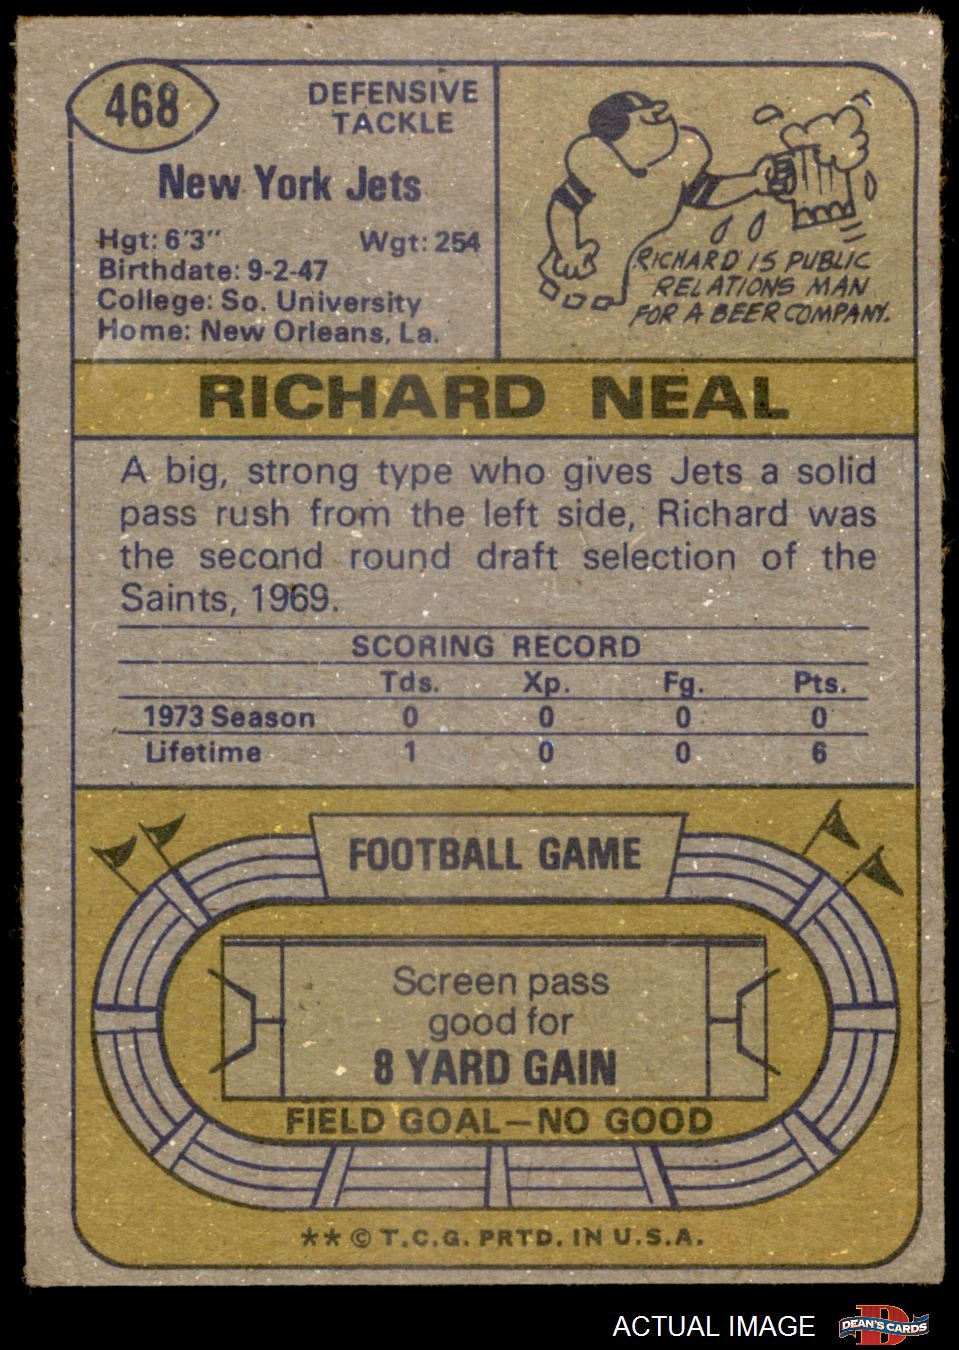 468
DEFENSIVE
TACKLE
New York Jets
Hgt: 6'3"
Wgt: 254
Birthdate: 9-2-47
College: So. University
Home: New Orleans, La.
RICHARD IS PUBLIC
RELATIONS MAN
FOR A BEER COMPANY.
RICHARD NEAL
A big, strong type who gives Jets a solid
pass rush from the left side, Richard was
the second round draft selection of the
Saints, 1969.
SCORING RECORD
Tds. Xp. Fg. Pts.
1973 Season 0 0 0 0
Lifetime 1 0 0 6
FOOTBALL GAME
Screen pass
good for
8 YARD GAIN
FIELD GOAL—NO GOOD
** © T.C.G. PRTD. IN U.S.A.
ACTUAL IMAGE
D
DEAN'S CARDS